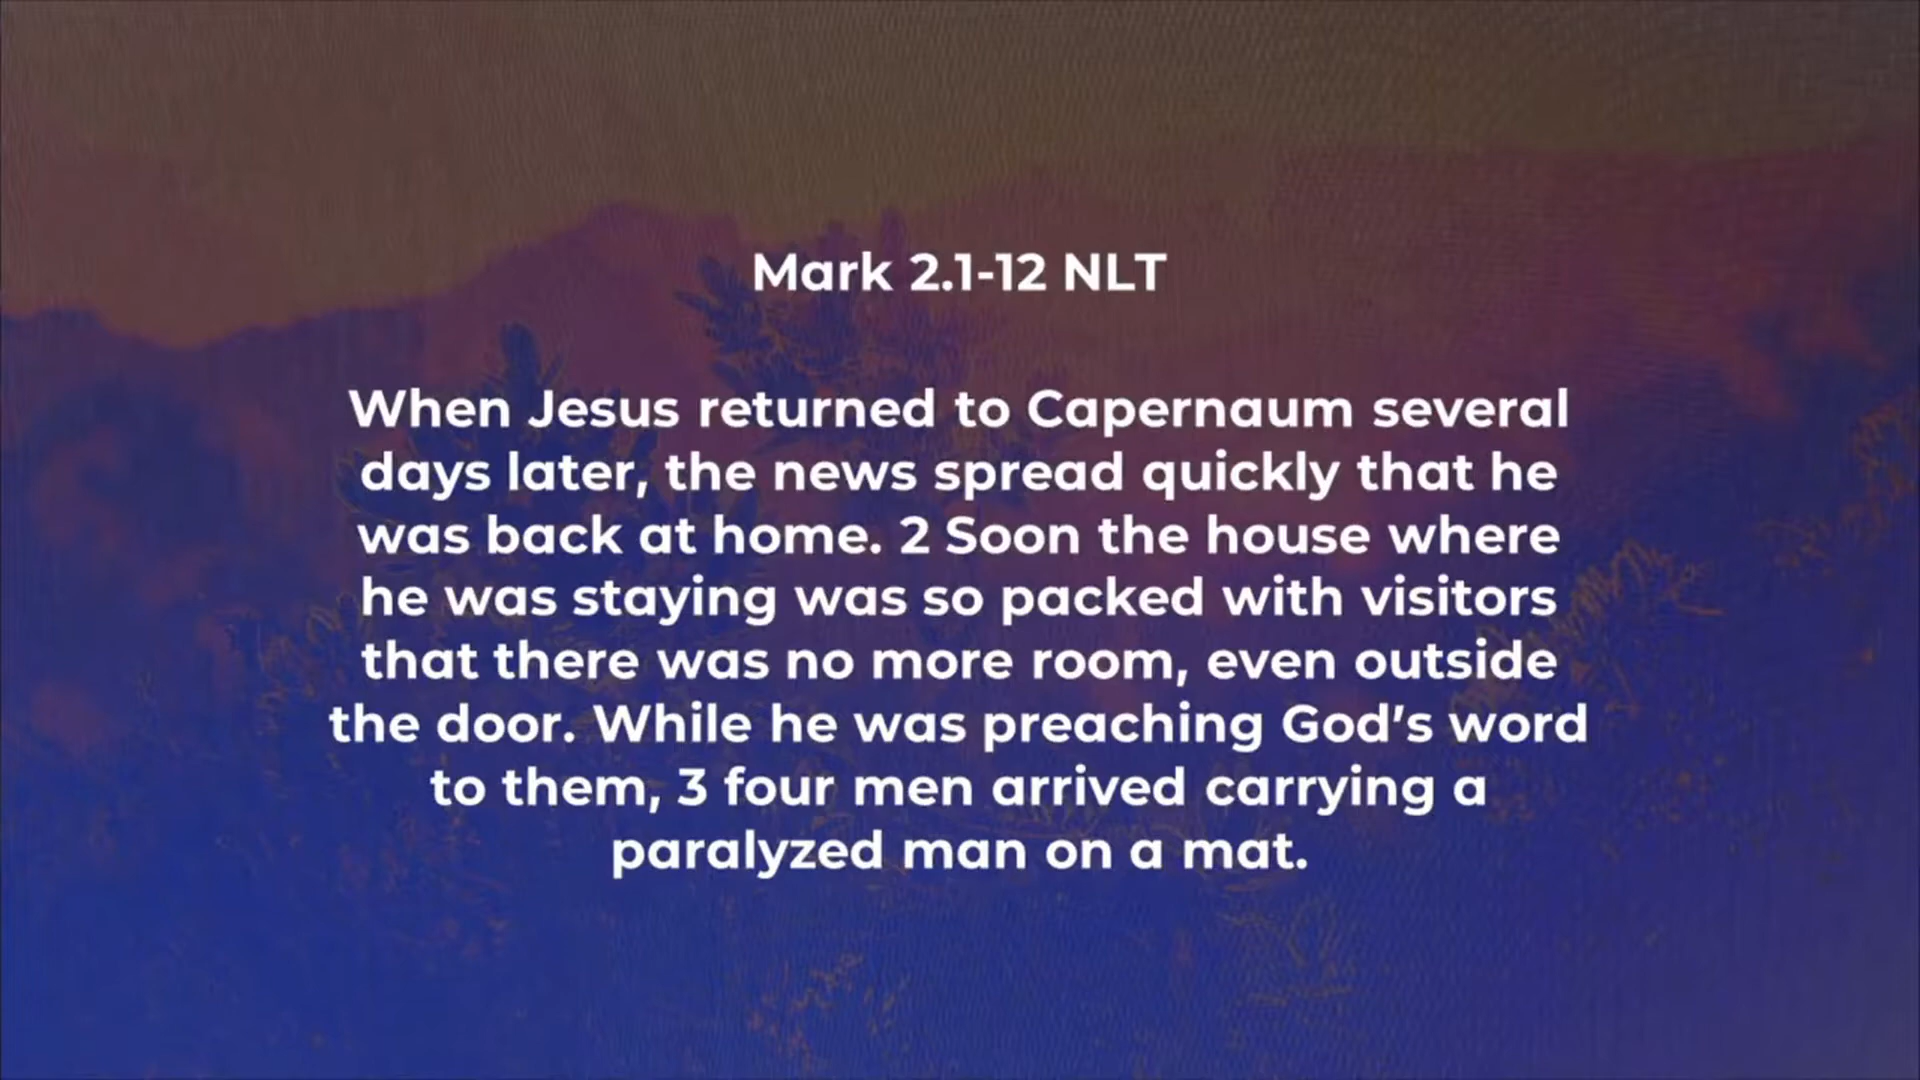 Mark 2.1-12 NLT
When Jesus returned to Capernaum several
days later, the news spread quickly that he
was back at home. 2 Soon the house where
he was staying was so packed with visitors
that there was no more room, even outside
the door. While he was preaching God's word
to them, 3 four men arrived carrying a
paralyzed man on a mat.